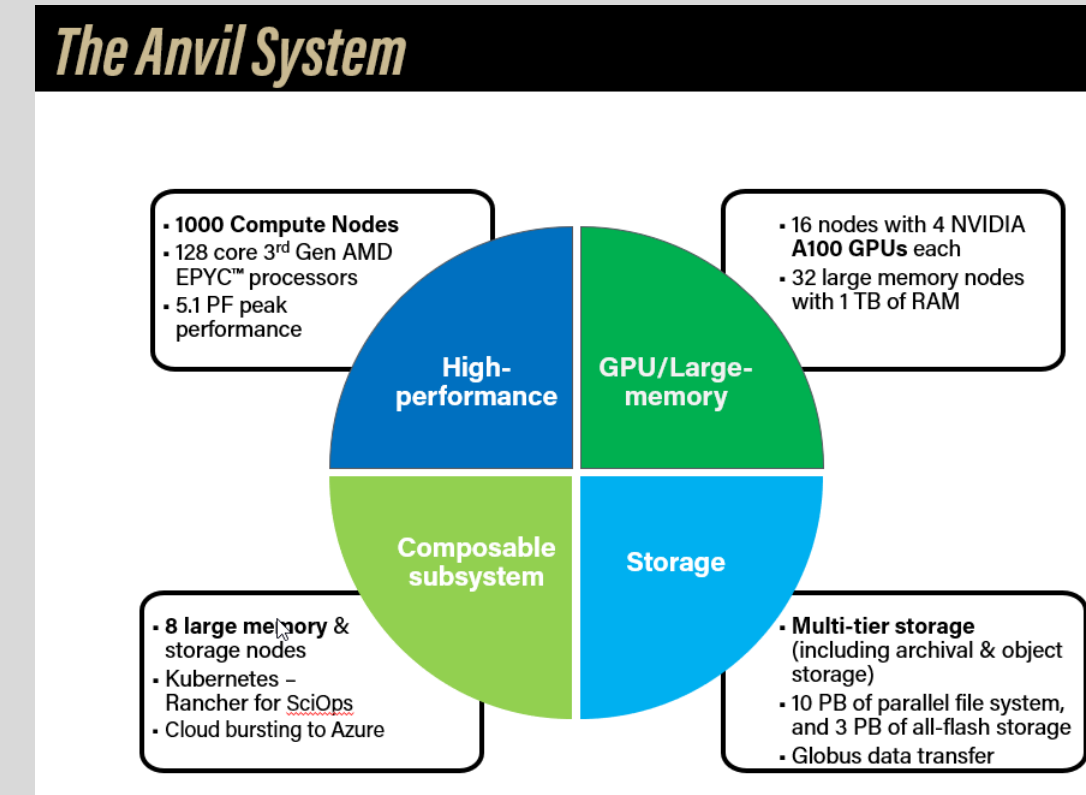 The Anvil System
▪ 1000 Compute Nodes
▪ 128 core 3rd Gen AMD
EPYC™ processors
▪ 5.1 PF peak
performance
▪ 16 nodes with 4 NVIDIA
A100 GPUs each
▪ 32 large memory nodes
with 1 TB of RAM
High-
performance
GPU/Large-
memory
Composable
subsystem
Storage
▪ 8 large memory &
storage nodes
▪ Kubernetes –
Rancher for SciOps
▪ Cloud bursting to Azure
▪ Multi-tier storage
(including archival & object
storage)
▪ 10 PB of parallel file system,
and 3 PB of all-flash storage
▪ Globus data transfer